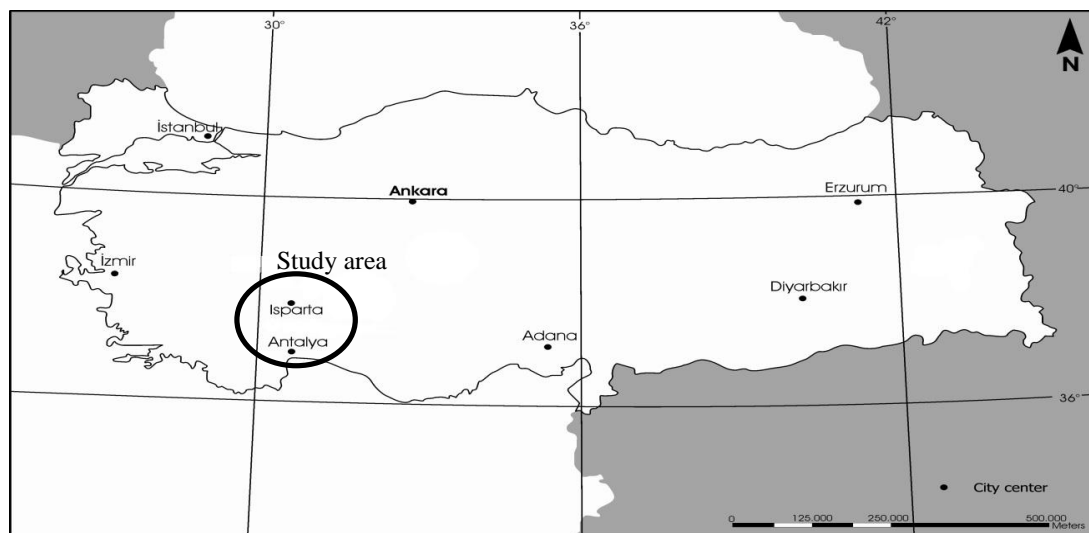 30° 36° 42°
N
İstanbul
Ankara
Erzurum
40°
Study area
İzmir
Isparta
Diyarbakır
Antalya
Adana
36°
City center
0 125.000 250.000 500.000
Meters